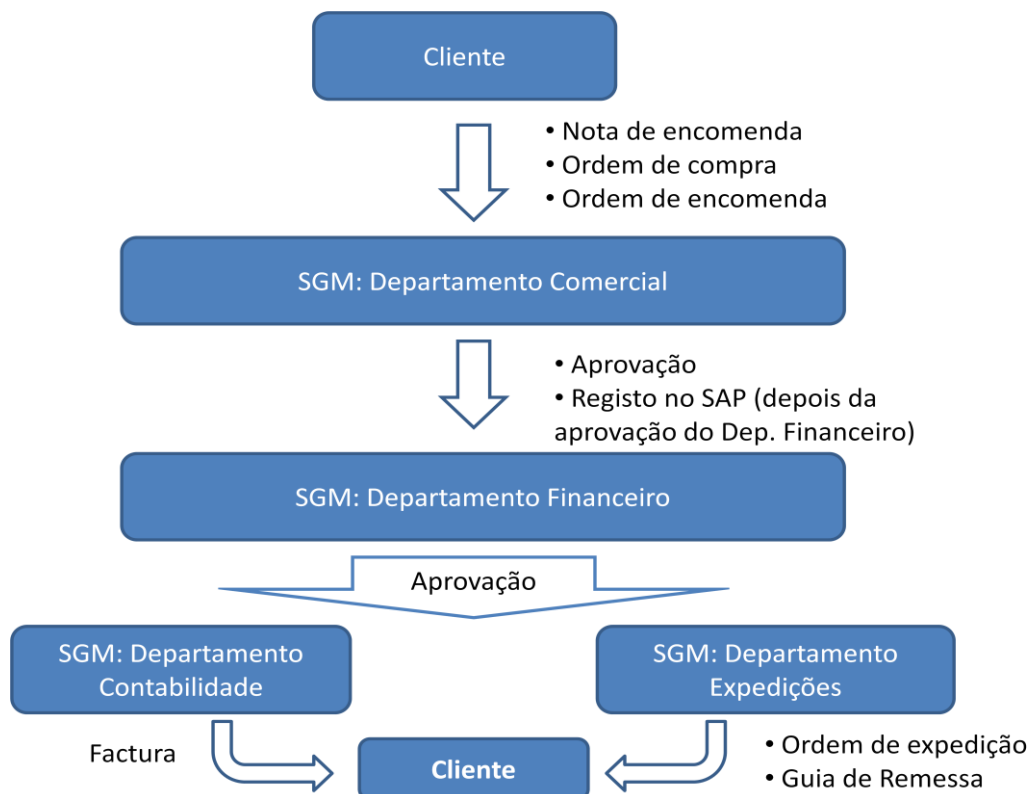 Cliente
• Nota de encomenda
• Ordem de compra
• Ordem de encomenda
SGM: Departamento Comercial
• Aprovação
• Registo no SAP (depois da
aprovação do Dep. Financeiro)
SGM: Departamento Financeiro
Aprovação
SGM: Departamento
Contabilidade
SGM: Departamento
Expedições
Factura
Cliente
• Ordem de expedição
• Guia de Remessa